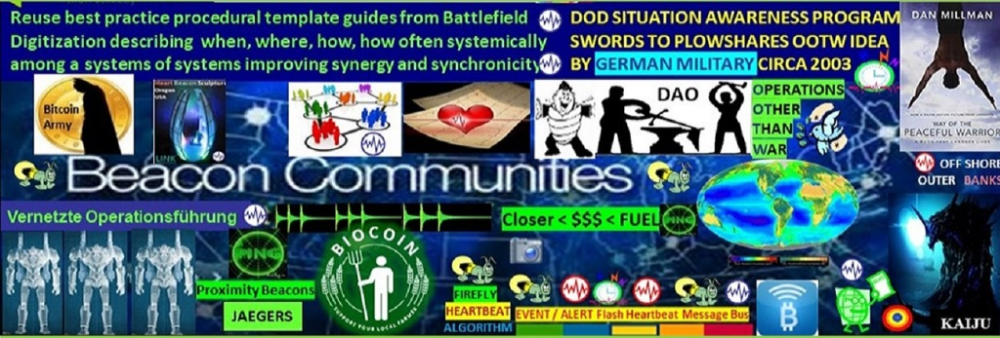 Reuse best practice procedural template guides from Battlefield
Digitization describing when, where, how, how often systemically
among a systems of systems improving synergy and synchronicity
DOD SITUATION AWARENESS PROGRAM
SWORDS TO PLOWSHARES OOTW IDEA
BY GERMAN MILITARY CIRCA 2003
DAN MILLMAN
WAY OF THE
PEACEFUL WARRIOR
Bitcoin
Army
Heart Beacon Sculpture
Oregon
USA
LINK
DAO
OPERATIONS
OTHER
THAN
WAR
OFF SHORE
OUTER BANKS
Beacon Communities
Vernetzte Operationsführung
Closer < $$$ < FUEL
MNG
MNG
Proximity Beacons
JAEGERS
BIOCOIN
SUPPORT YOUR LOCAL FARMER
FIREFLY
HEARTBEAT
ALGORITHM
EVENT / ALERT Flash Heartbeat Message Bus
KAIJU